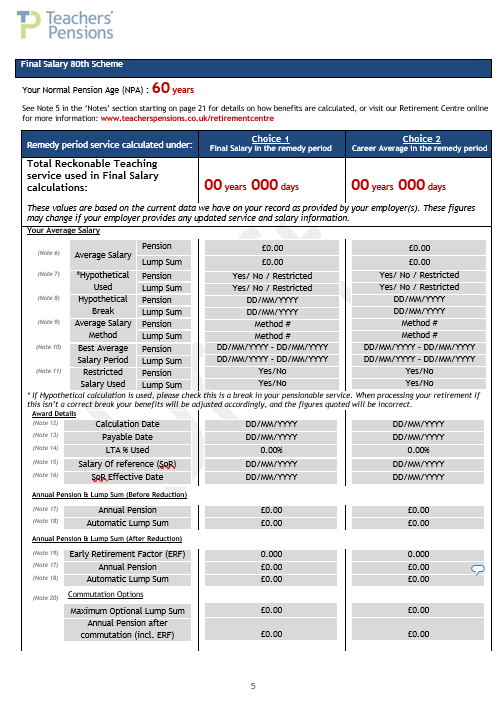 Teachers'
Pensions
Final Salary 80th Scheme
Your Normal Pension Age (NPA) : 60 years
See Note 5 in the 'Notes' section starting on page 21 for details on how benefits are calculated, or visit our Retirement Centre online
for more information: www.teacherspensions.co.uk/retirementcentre
Remedy period service calculated under: Choice 1 Final Salary in the remedy period Choice 2 Career Average in the remedy period
Total Reckonable Teaching
service used in Final Salary
calculations: 00 years 000 days 00 years 000 days
These values are based on the current data we have on your record as provided by your employer(s). These figures
may change if your employer provides any updated service and salary information.
Your Average Salary
(Note 6) Average Salary Pension £0.00 £0.00
Lump Sum £0.00 £0.00
(Note 7) *Hypothetical Pension Yes/ No / Restricted Yes/ No / Restricted
Used Lump Sum Yes/ No / Restricted Yes/ No / Restricted
(Note 8) Hypothetical Pension DD/MM/YYYY DD/MM/YYYY
Break Lump Sum DD/MM/YYYY DD/MM/YYYY
(Note 9) Average Salary Pension Method # Method #
Method Lump Sum Method # Method #
(Note 10) Best Average Pension DD/MM/YYYY - DD/MM/YYYY DD/MM/YYYY - DD/MM/YYYY
Salary Period Lump Sum DD/MM/YYYY - DD/MM/YYYY DD/MM/YYYY - DD/MM/YYYY
(Note 11) Restricted Pension Yes/No Yes/No
Salary Used Lump Sum Yes/No Yes/No
* If Hypothetical calculation is used, please check this is a break in your pensionable service. When processing your retirement if
this isn't a correct break your benefits will be adjusted accordingly, and the figures quoted will be incorrect.
Award Details
(Note 12) Calculation Date DD/MM/YYYY DD/MM/YYYY
(Note 13) Payable Date DD/MM/YYYY DD/MM/YYYY
(Note 14) LTA % Used 0.00% 0.00%
(Note 15) Salary Of reference (SoR) DD/MM/YYYY DD/MM/YYYY
(Note 16) SoR Effective Date DD/MM/YYYY DD/MM/YYYY
Annual Pension & Lump Sum (Before Reduction)
(Note 17) Annual Pension £0.00 £0.00
(Note 18) Automatic Lump Sum £0.00 £0.00
Annual Pension & Lump Sum (After Reduction)
(Note 19) Early Retirement Factor (ERF) 0.000 0.000
(Note 17) Annual Pension £0.00 £0.00
(Note 18) Automatic Lump Sum £0.00 £0.00
(Note 20) Commutation Options
Maximum Optional Lump Sum £0.00 £0.00
Annual Pension after
commutation (incl. ERF) £0.00 £0.00
5